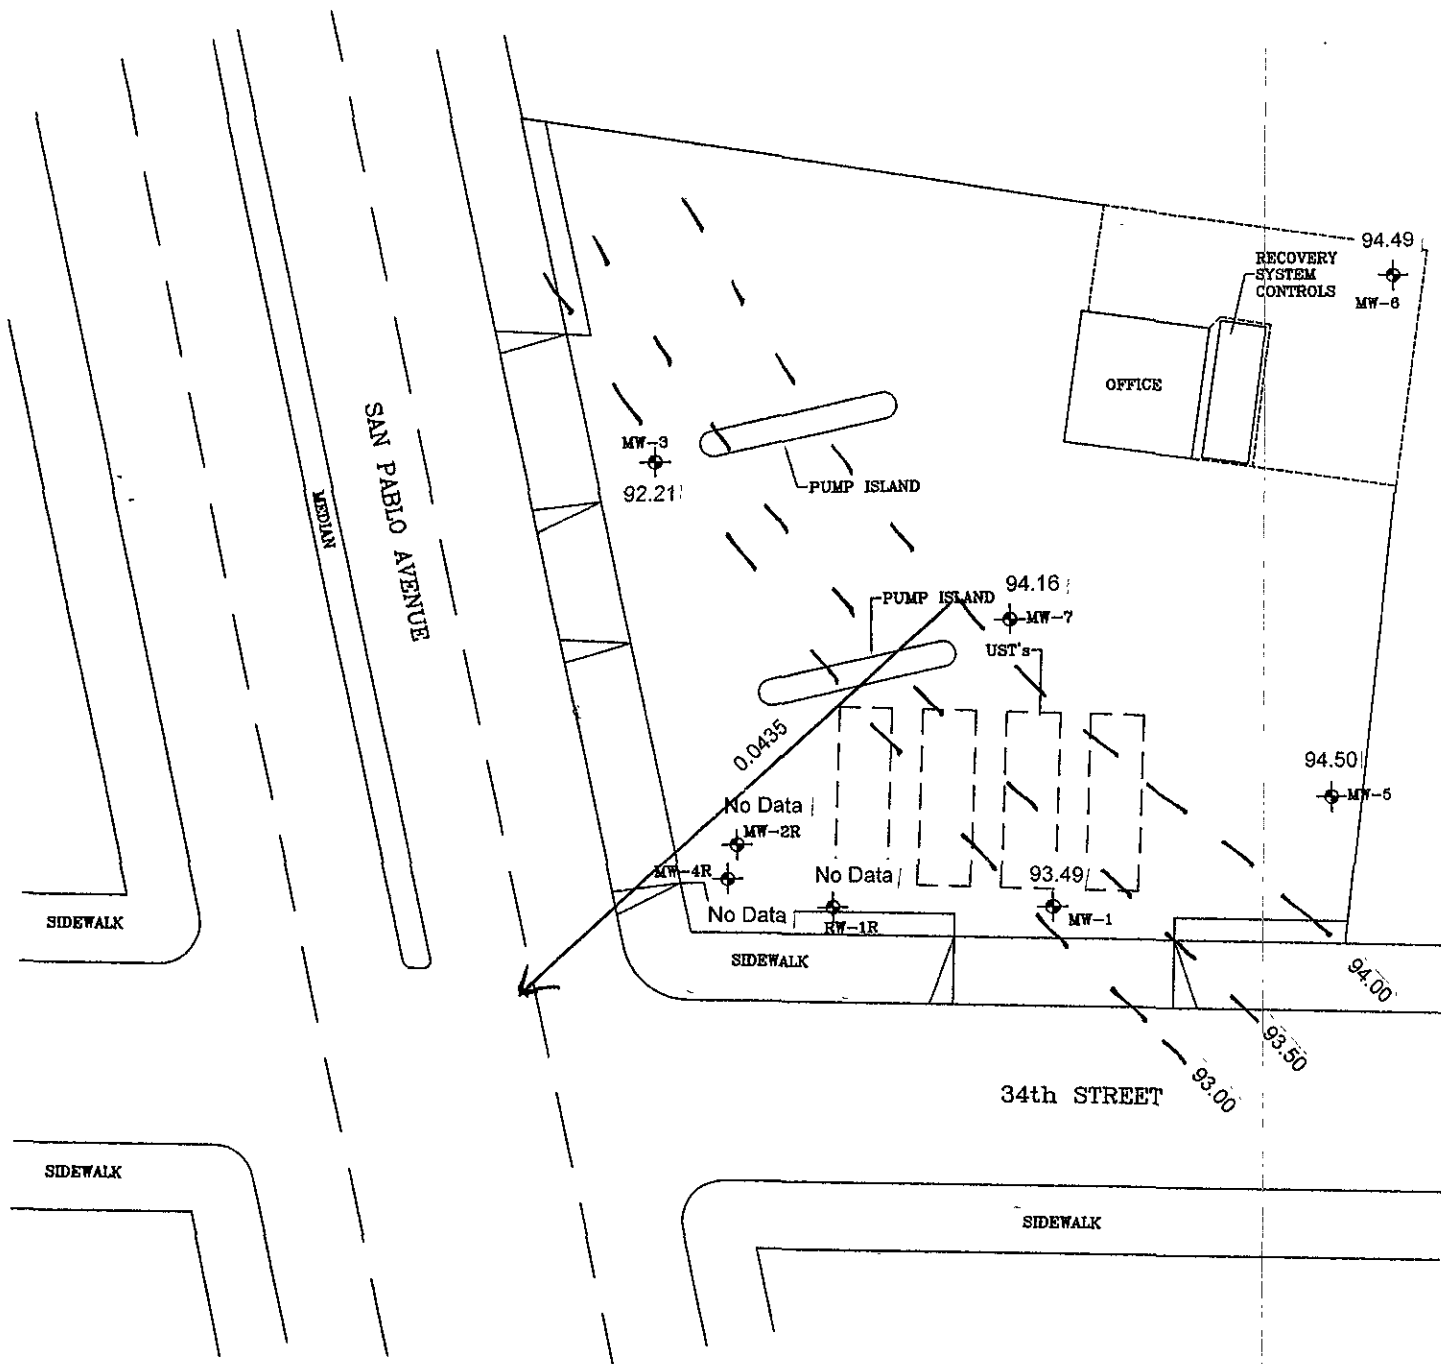 94.49
RECOVERY
SYSTEM
CONTROLS
MW-6
OFFICE
SAN PABLO AVENUE
MEDIAN
MW-3
92.21
PUMP ISLAND
94.16
PUMP ISLAND
MW-7
UST's
0.0435
94.50
MW-5
No Data
MW-2R
MW-4R
No Data
93.49
No Data
RW-1R
MW-1
SIDEWALK
SIDEWALK
94.00
93.50
93.00
34th STREET
SIDEWALK
SIDEWALK